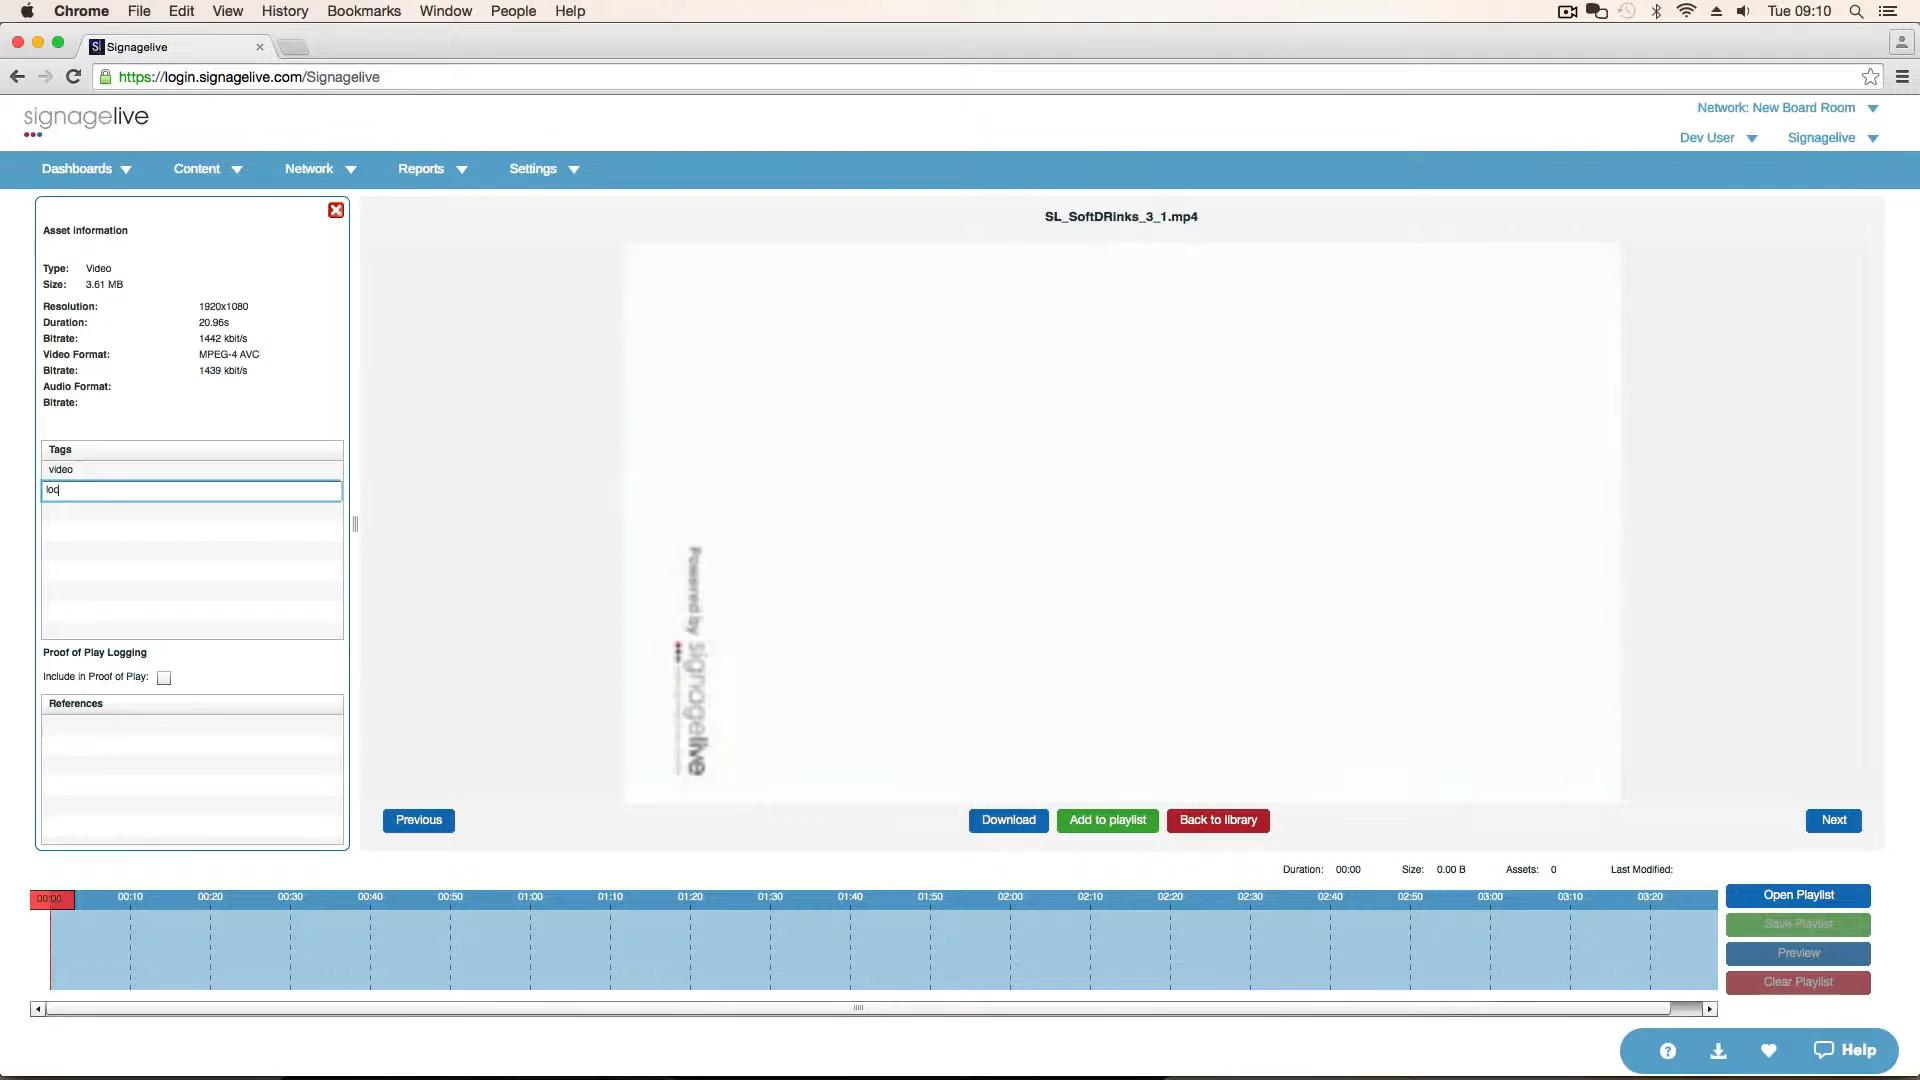 Chrome File Edit View History Bookmarks Window People Help Tue 09:10
Signagelive
https://login.signagelive.com/Signagelive
signagelive
Network: New Board Room
Dev User Signagelive
Dashboards Content Network Reports Settings
SL_SoftDRinks_3_1.mp4
Asset information
Type: Video
Size: 3.61 MB
Resolution: 1920x1080
Duration: 20.96s
Bitrate: 1442 kbit/s
Video Format: MPEG-4 AVC
Bitrate: 1439 kbit/s
Audio Format:
Bitrate:
Tags
video
loc
Proof of Play Logging
Include in Proof of Play:
References
Powered by signagelive
Previous Download Add to playlist Back to library Next
Duration: 00:00 Size: 0.00 B Assets: 0 Last Modified:
00:00 00:10 00:20 00:30 00:40 00:50 01:00 01:10 01:20 01:30 01:40 01:50 02:00 02:10 02:20 02:30 02:40 02:50 03:00 03:10 03:20
Open Playlist
Save Playlist
Preview
Clear Playlist
Help